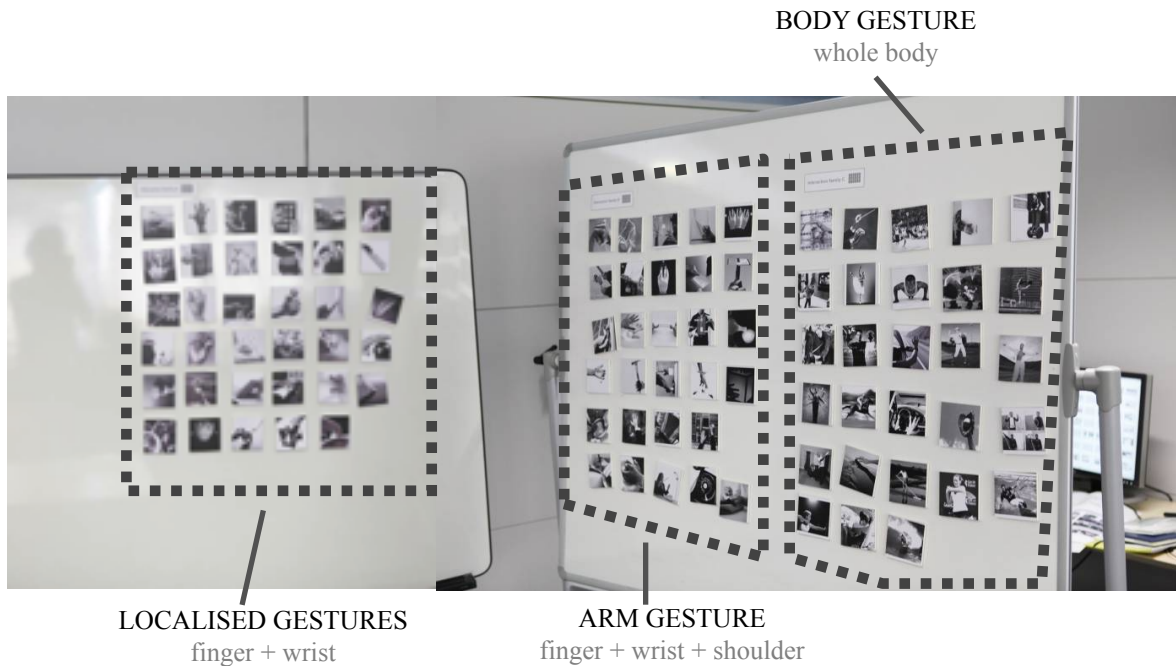 BODY GESTURE
whole body
LOCALISED GESTURES
finger + wrist
ARM GESTURE
finger + wrist + shoulder